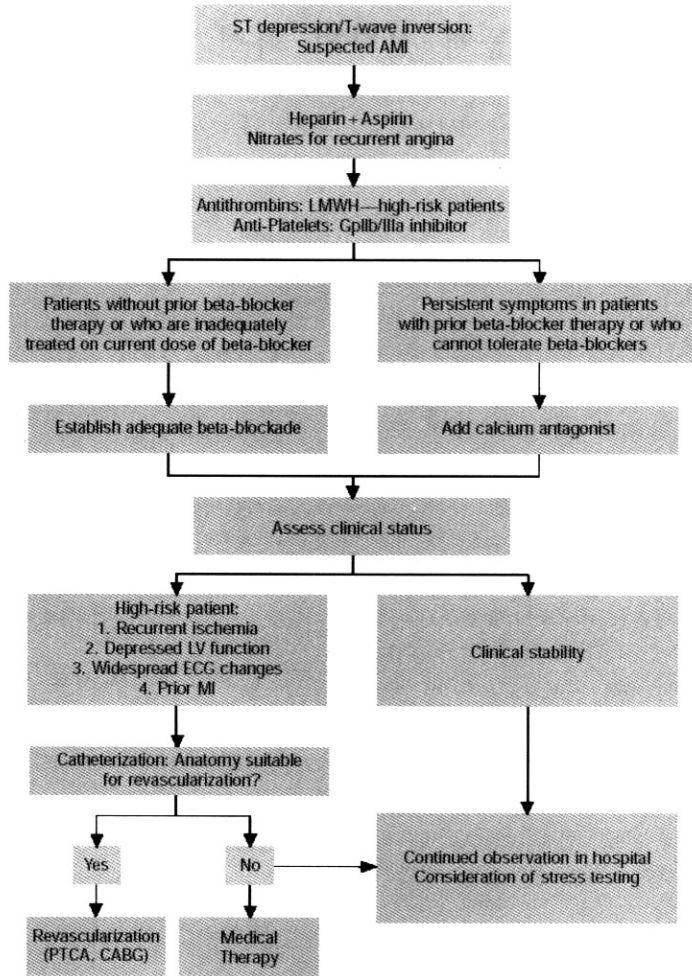 ST depression/T-wave inversion:
Suspected AMI
Heparin + Aspirin
Nitrates for recurrent angina
Antithrombins: LMWH—high-risk patients
Anti-Platelets: GpIIb/IIIa inhibitor
Patients without prior beta-blocker
therapy or who are inadequately
treated on current dose of beta-blocker
Persistent symptoms in patients
with prior beta-blocker therapy or who
cannot tolerate beta-blockers
Establish adequate beta-blockade
Add calcium antagonist
Assess clinical status
High-risk patient:
1. Recurrent ischemia
2. Depressed LV function
3. Widespread ECG changes
4. Prior MI
Clinical stability
Catheterization: Anatomy suitable
for revascularization?
Yes
No
Continued observation in hospital
Consideration of stress testing
Revascularization
(PTCA, CABG)
Medical
Therapy